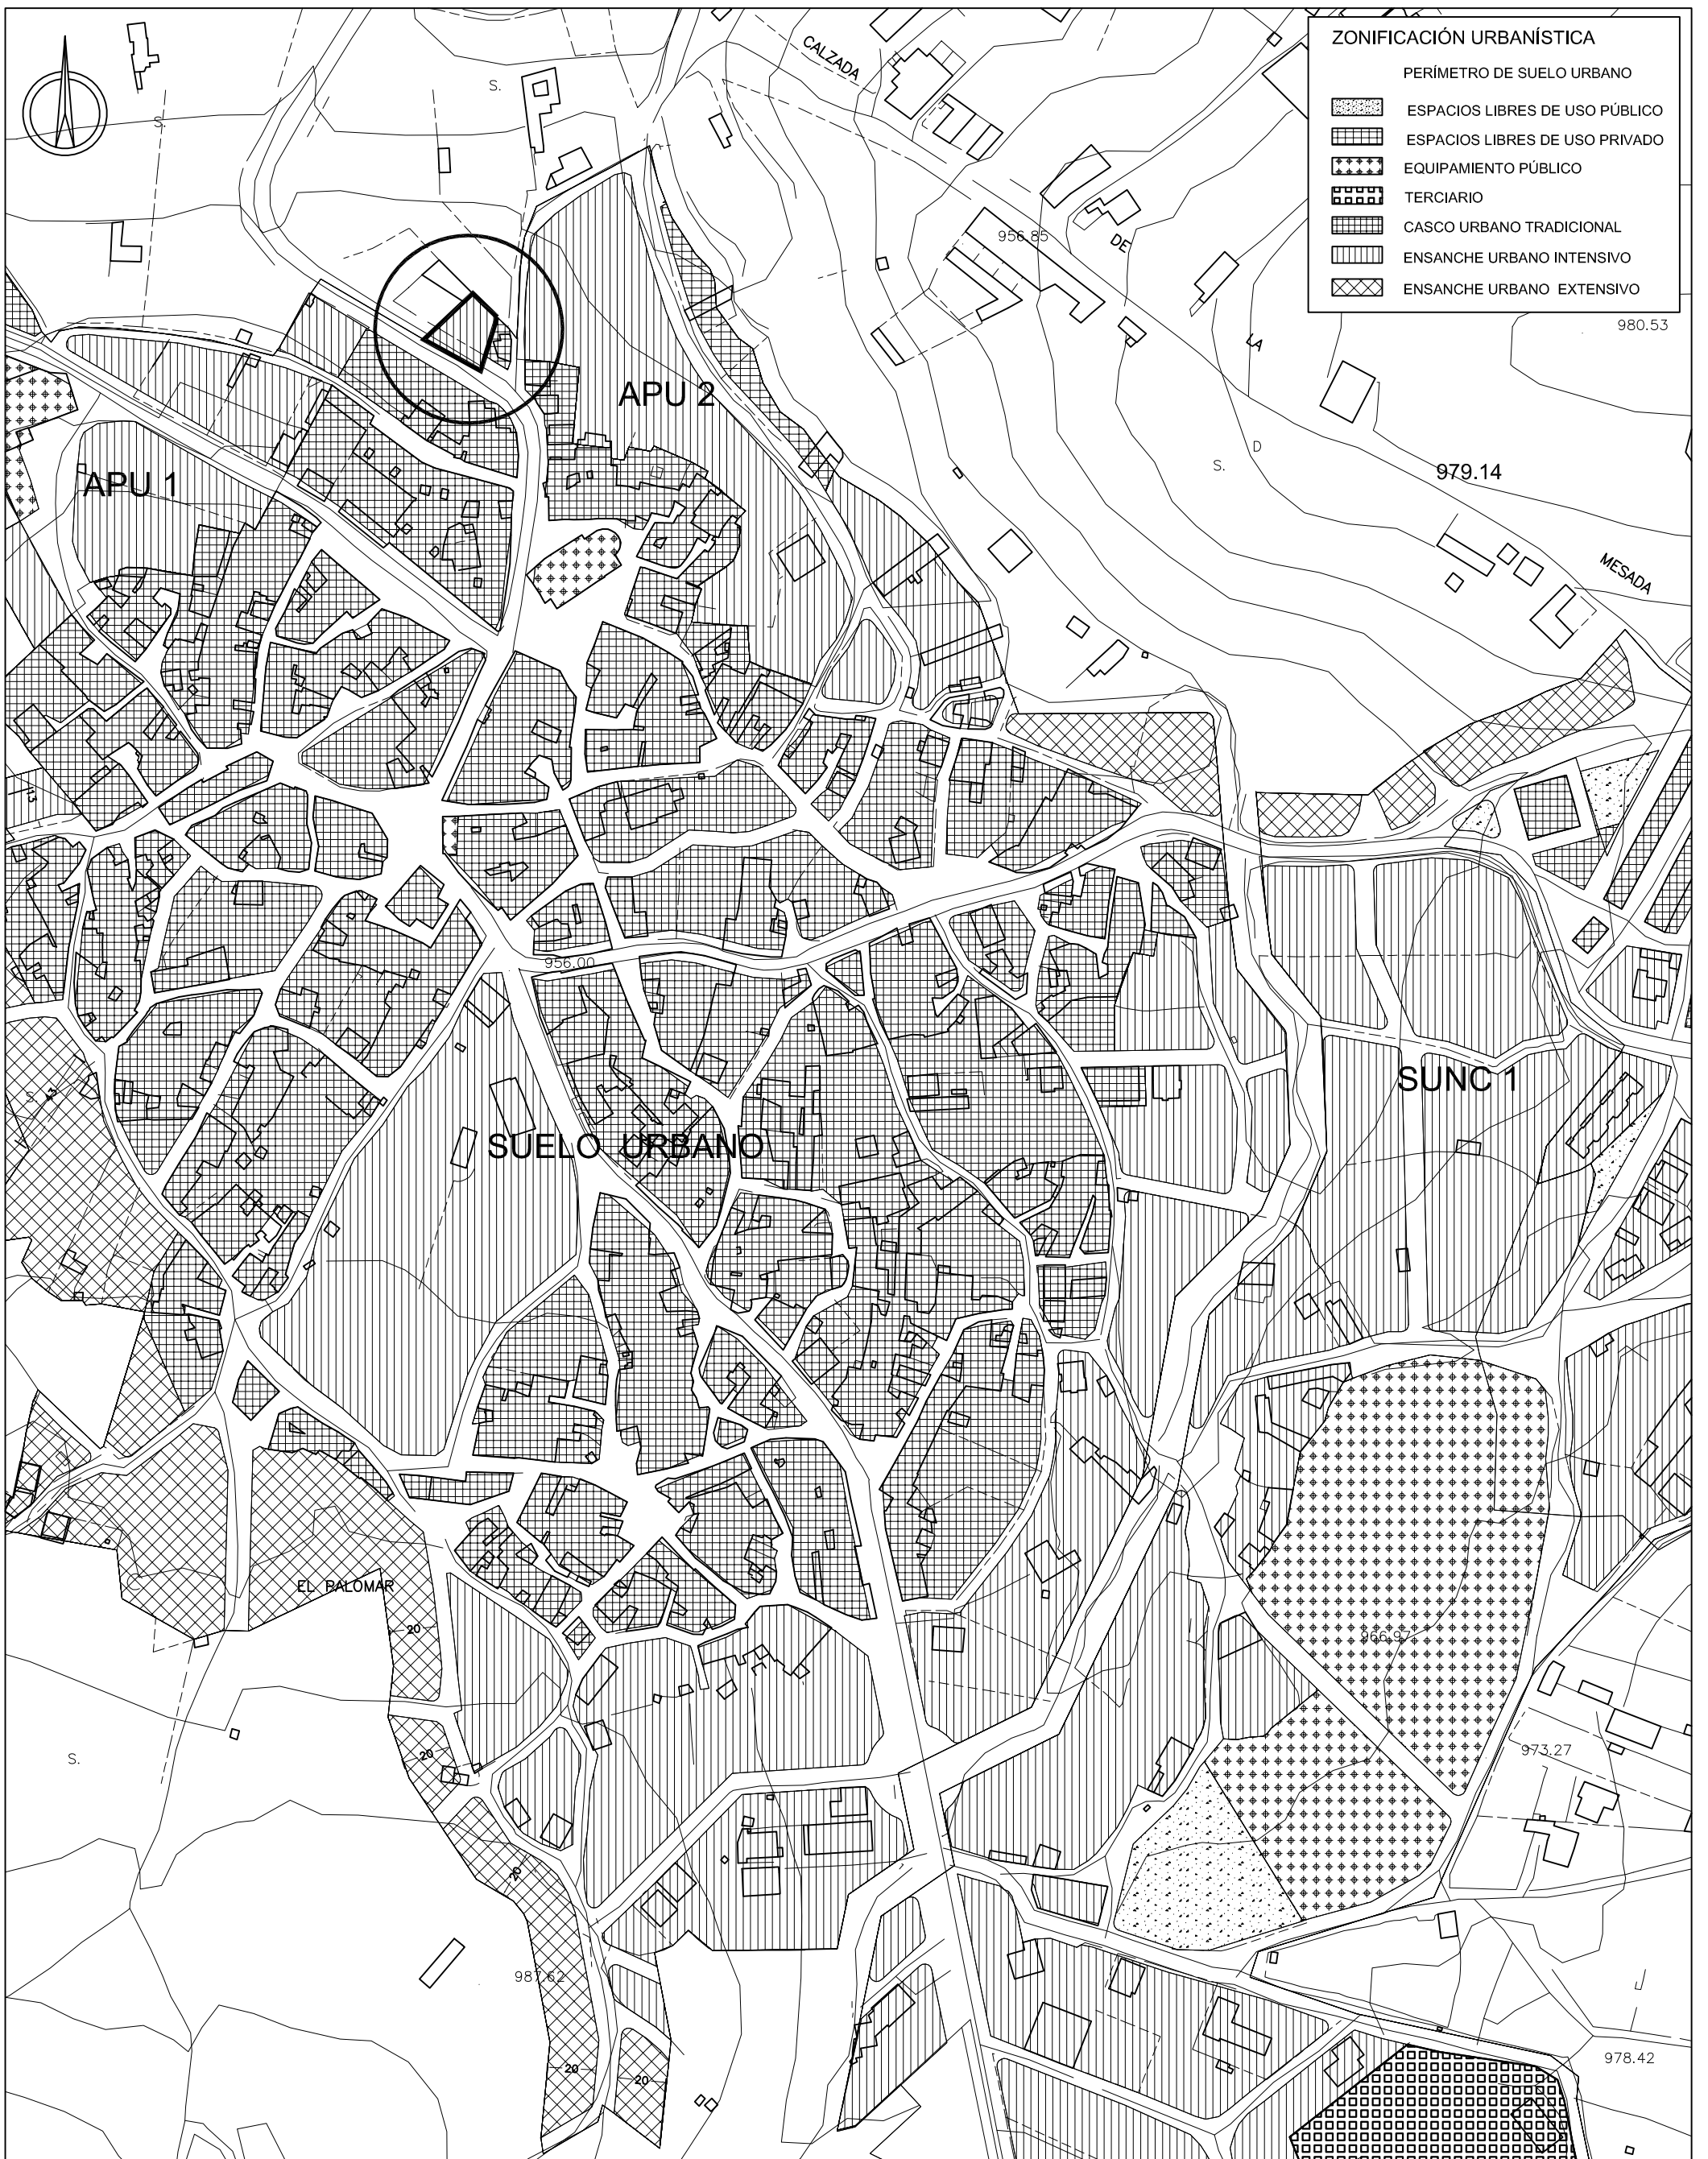 ZONIFICACIÓN URBANÍSTICA
PERÍMETRO DE SUELO URBANO
ESPACIOS LIBRES DE USO PÚBLICO
ESPACIOS LIBRES DE USO PRIVADO
EQUIPAMIENTO PÚBLICO
TERCIARIO
CASCO URBANO TRADICIONAL
ENSANCHE URBANO INTENSIVO
ENSANCHE URBANO EXTENSIVO
CALZADA
S.
S.
956.85
DE
LA
980.53
APU 2
D
S.
979.14
APU 1
MESADA
956.00
SUNC 1
S.
SUELO URBANO
EL PALOMAR
20
966.97
S.
20
973.27
20
987.62
20
20
978.42